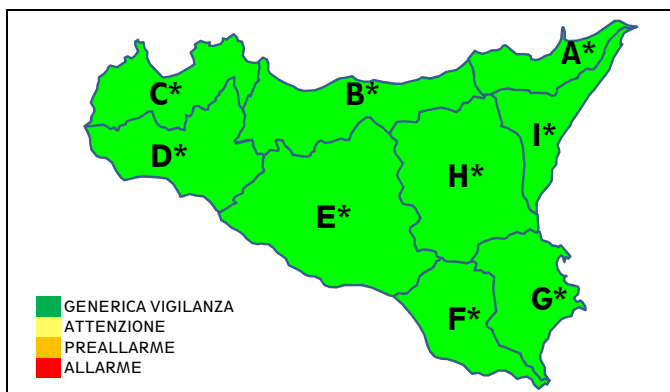 A*
C*
B*
I*
D*
H*
E*
G*
F*
GENERICA VIGILANZA
ATTENZIONE
PREALLARME
ALLARME